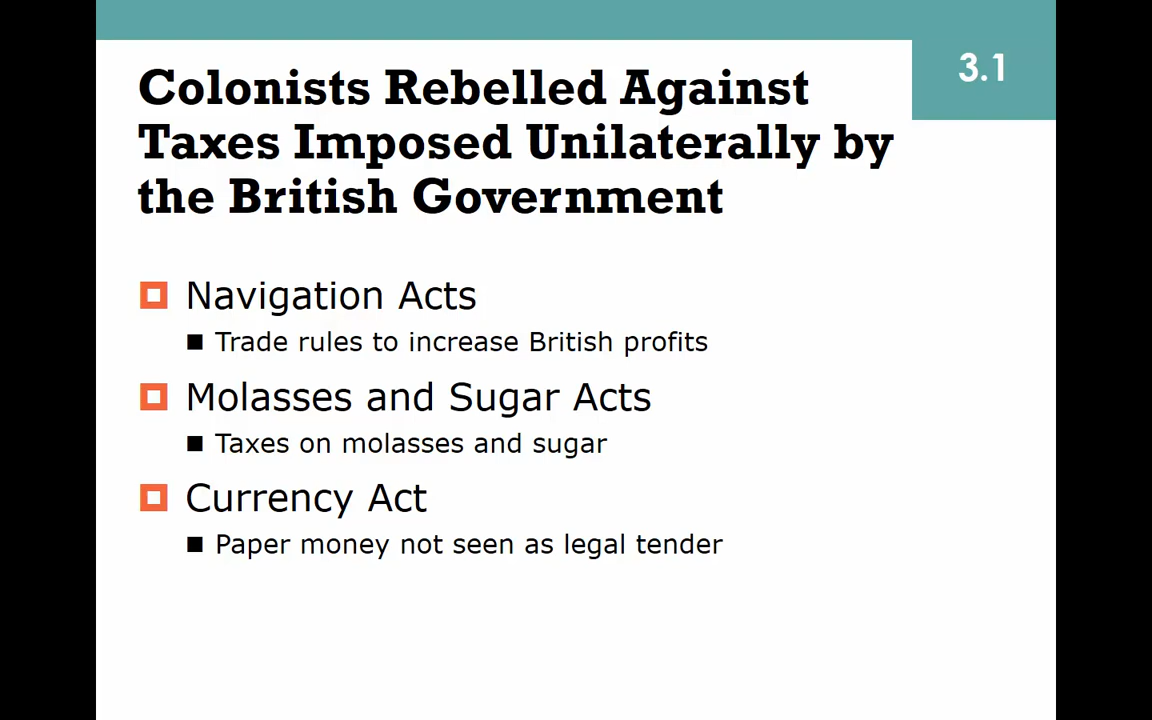 3.1
Colonists Rebelled Against
Taxes Imposed Unilaterally by
the British Government
Navigation Acts
Trade rules to increase British profits
Molasses and Sugar Acts
Taxes on molasses and sugar
Currency Act
Paper money not seen as legal tender